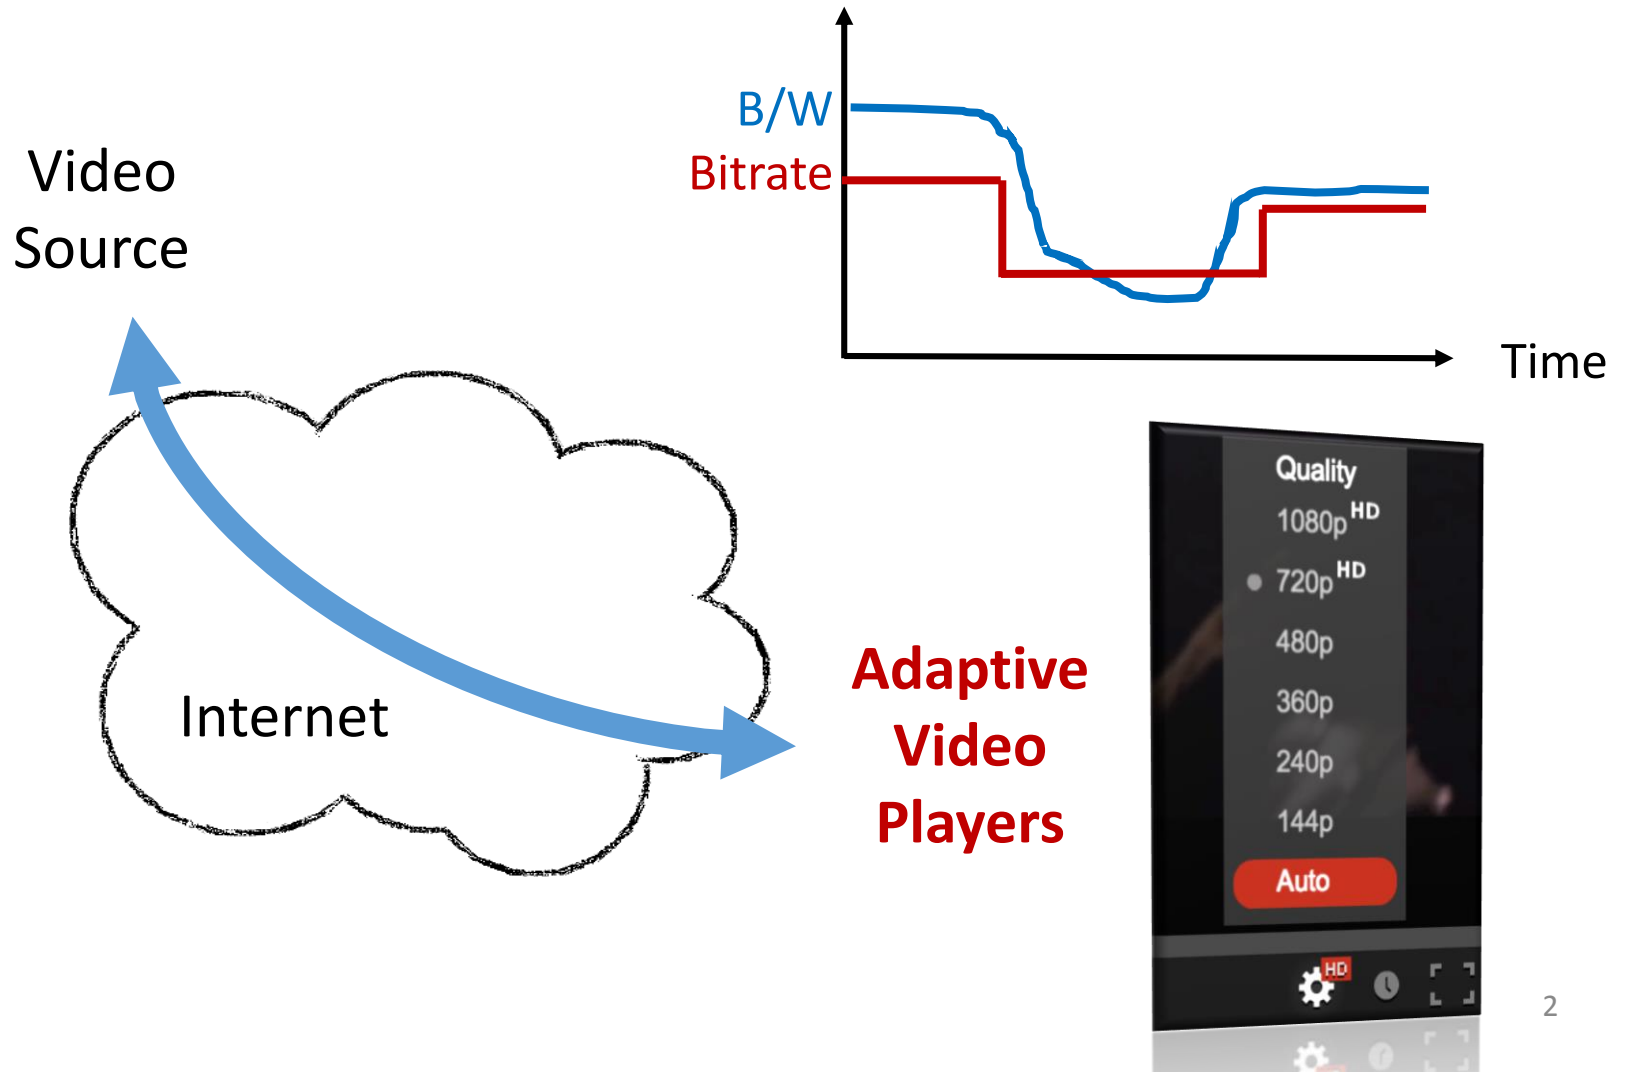 B/W
Bitrate
Time
Video
Source
Internet
Adaptive
Video
Players
Quality
1080p HD
720p HD
480p
360p
240p
144p
Auto
HD
2